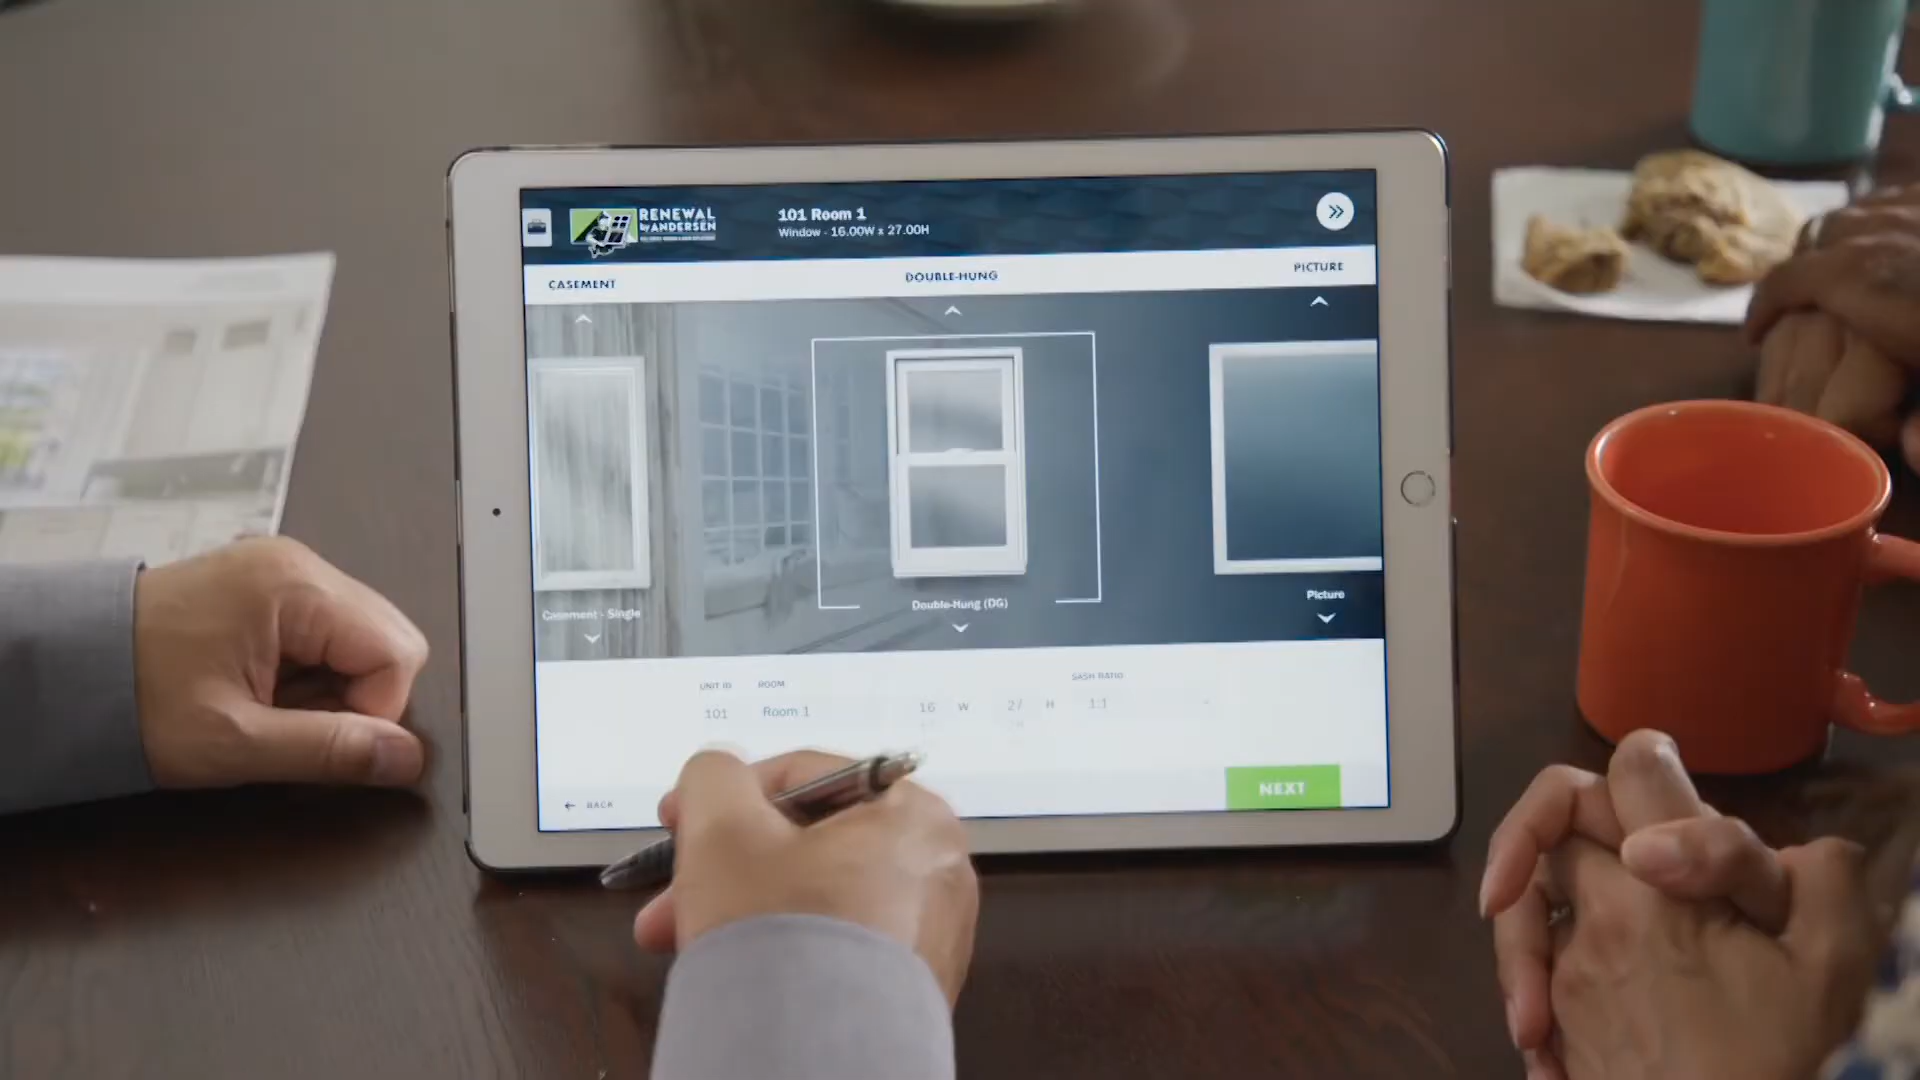 RENEWAL
by ANDERSEN
101 Room 1
Window - 16.00W x 27.00H
CASEMENT
DOUBLE-HUNG
PICTURE
Casement - Single
Double-Hung (DG)
Picture
UNIT ID
ROOM
SASH RATIO
101
Room 1
16
W
27
H
1:1
BACK
NEXT